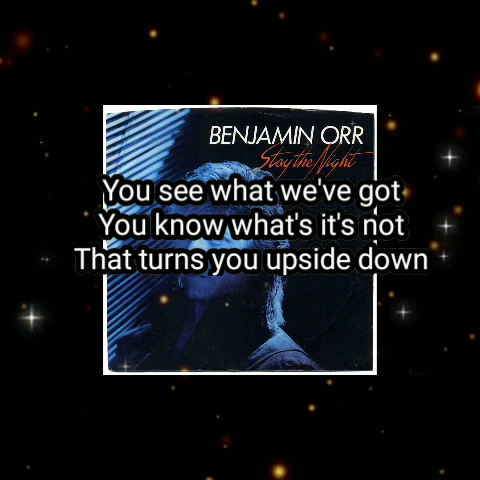 BENJAMIN ORR
Stay the Night
You see what we've got
You know what's it's not
That turns you upside down